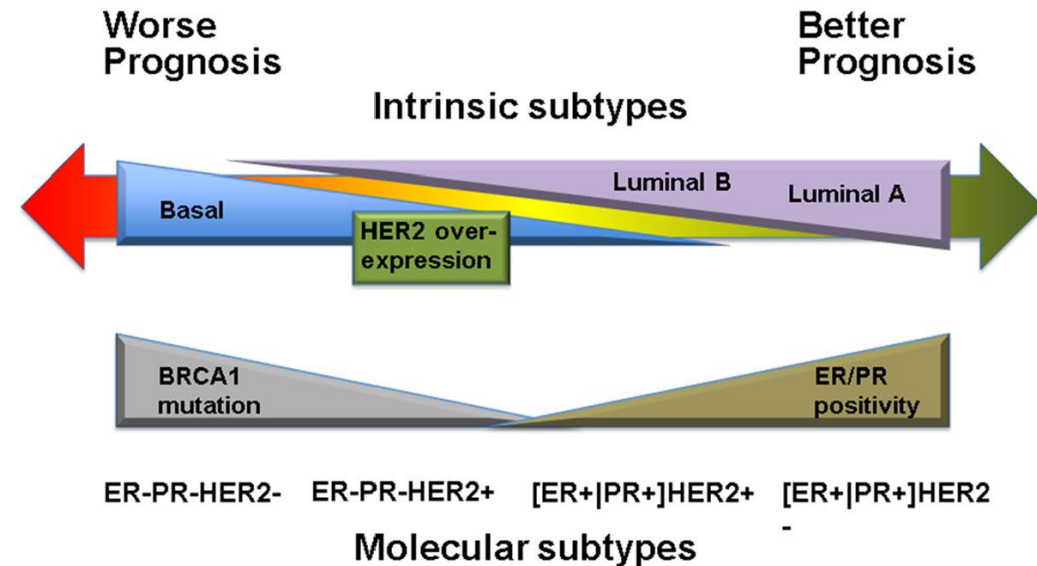 Worse
Prognosis
Better
Prognosis
Intrinsic subtypes
Basal
HER2 over-
expression
Luminal B
Luminal A
BRCA1
mutation
ER/PR
positivity
ER-PR-HER2-
ER-PR-HER2+
[ER+|PR+]HER2+
[ER+|PR+]HER2
-
Molecular subtypes